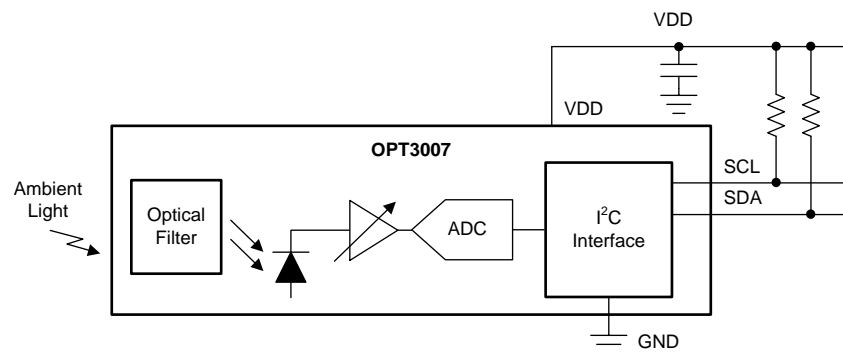 VDD
VDD
OPT3007
Ambient
Light
Optical
Filter
ADC
I²C
Interface
SCL
SDA
GND